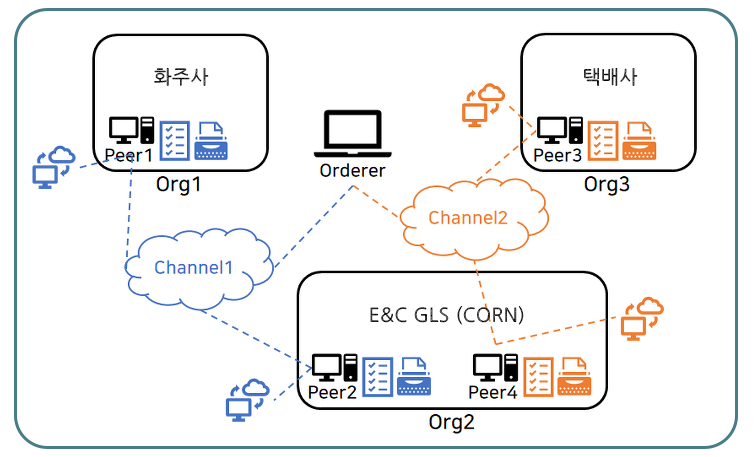 화주사
Peer1
Org1
Orderer
택배사
Peer3
Org3
Channel1
Channel2
E&C GLS (CORN)
Peer2
Peer4
Org2